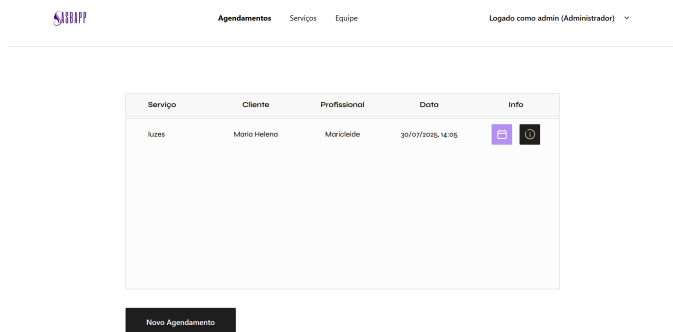 SASBAPP
Agendamentos Serviços Equipe Logado como admin (Administrador)
Serviço Cliente Profissional Data Info
luzes Maria Helena Maricleide 30/07/2025, 14:05
Novo Agendamento